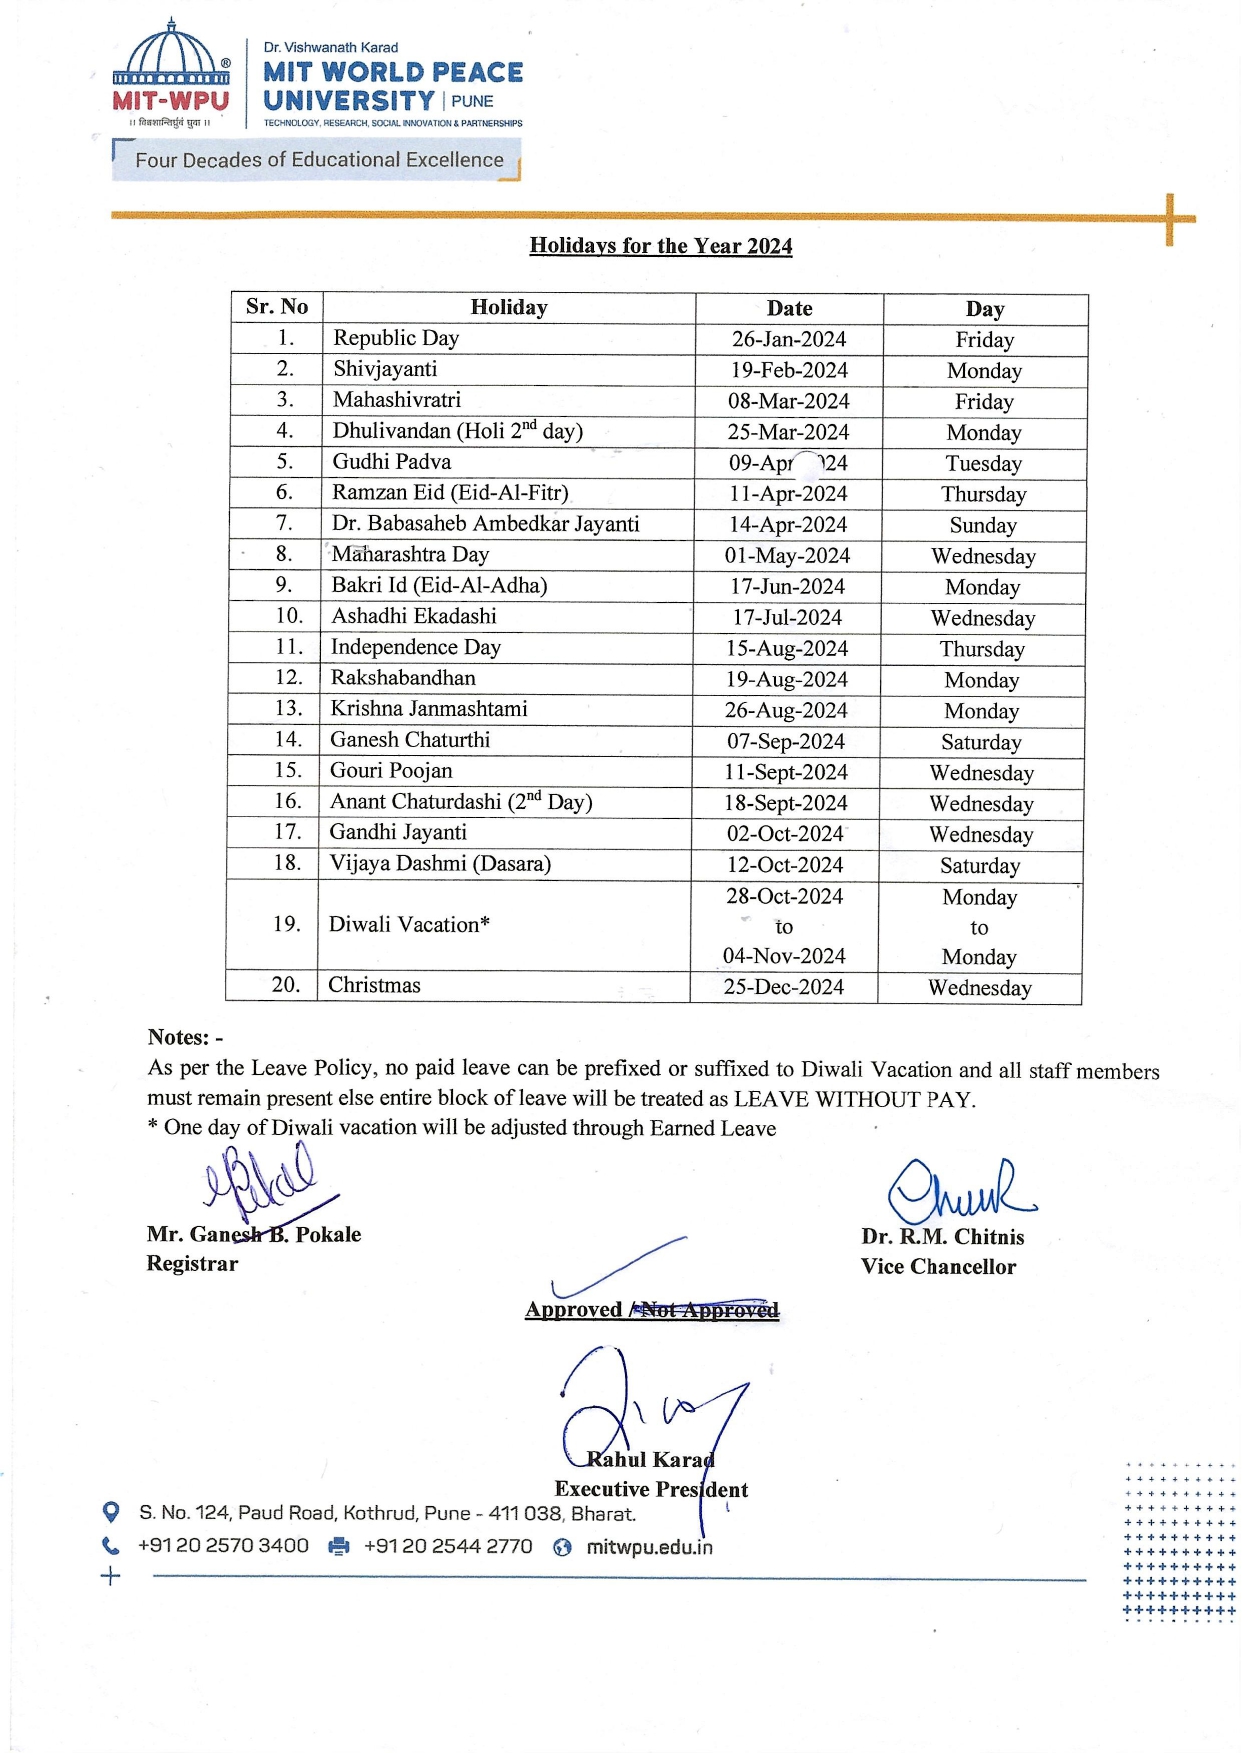 Dr. Vishwanath Karad
MIT WORLD PEACE
UNIVERSITY | PUNE
TECHNOLOGY, RESEARCH, SOCIAL INNOVATION & PARTNERSHIPS
MIT-WPU®
Four Decades of Educational Excellence
Holidays for the Year 2024
Sr. No Holiday Date Day
1. Republic Day 26-Jan-2024 Friday
2. Shivjayanti 19-Feb-2024 Monday
3. Mahashivratri 08-Mar-2024 Friday
4. Dhulivandan (Holi 2nd day) 25-Mar-2024 Monday
5. Gudhi Padva 09-Apr 024 Tuesday
6. Ramzan Eid (Eid-Al-Fitr) 11-Apr-2024 Thursday
7. Dr. Babasaheb Ambedkar Jayanti 14-Apr-2024 Sunday
8. Maharashtra Day 01-May-2024 Wednesday
9. Bakri Id (Eid-Al-Adha) 17-Jun-2024 Monday
10. Ashadhi Ekadashi 17-Jul-2024 Wednesday
11. Independence Day 15-Aug-2024 Thursday
12. Rakshabandhan 19-Aug-2024 Monday
13. Krishna Janmashtami 26-Aug-2024 Monday
14. Ganesh Chaturthi 07-Sep-2024 Saturday
15. Gouri Poojan 11-Sept-2024 Wednesday
16. Anant Chaturdashi (2nd Day) 18-Sept-2024 Wednesday
17. Gandhi Jayanti 02-Oct-2024 Wednesday
18. Vijaya Dashmi (Dasara) 12-Oct-2024 Saturday
19. Diwali Vacation* 28-Oct-2024 Monday
to to
04-Nov-2024 Monday
20. Christmas 25-Dec-2024 Wednesday
Notes: -
As per the Leave Policy, no paid leave can be prefixed or suffixed to Diwali Vacation and all staff members
must remain present else entire block of leave will be treated as LEAVE WITHOUT PAY.
* One day of Diwali vacation will be adjusted through Earned Leave
Mr. Ganesh B. Pokale
Registrar
Dr. R.M. Chitnis
Vice Chancellor
Approved / Not Approved
Rahul Karad
Executive President
S. No. 124, Paud Road, Kothrud, Pune - 411 038, Bharat.
+91 20 2570 3400 +91 20 2544 2770 mitwpu.edu.in